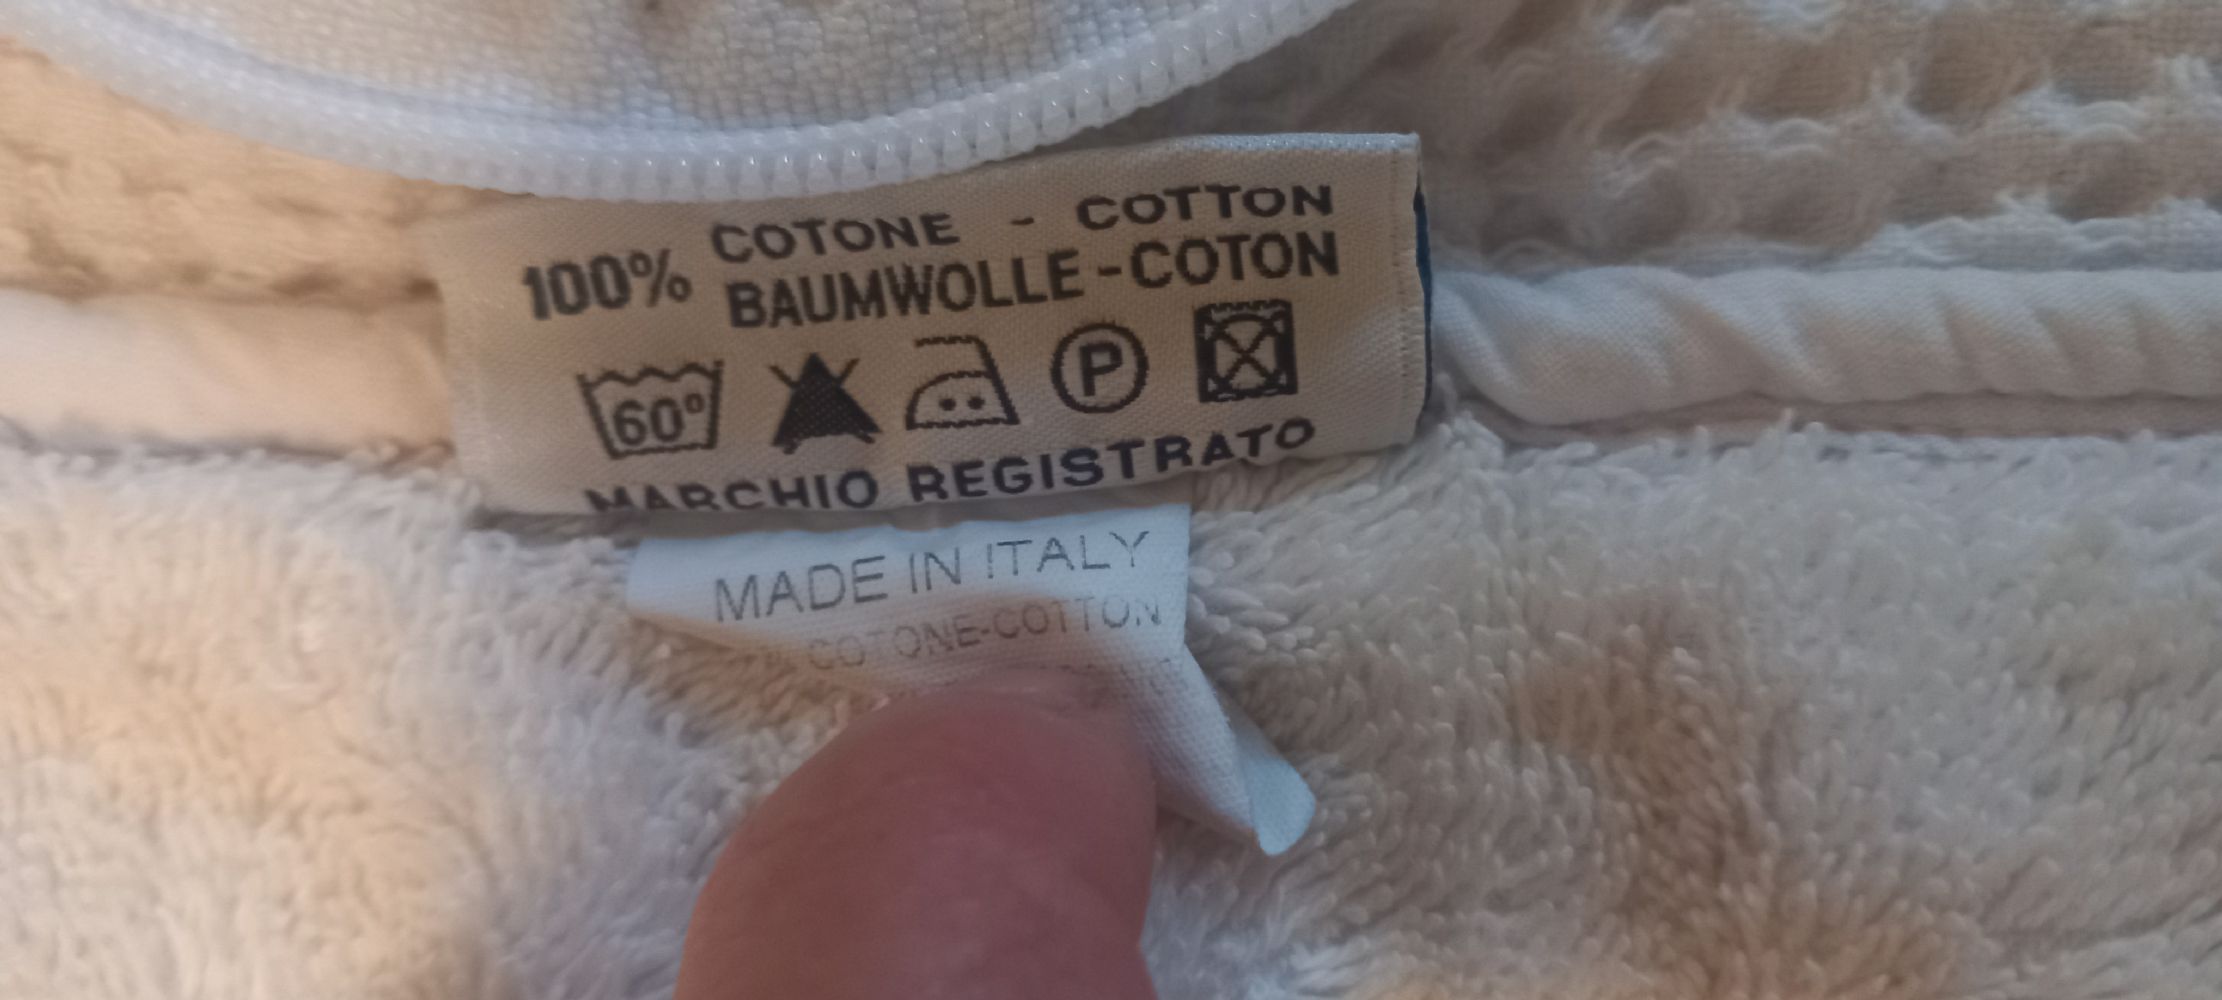 100% COTONE - COTTON
BAUMWOLLE - COTON
60° P
MARCHIO REGISTRATO
MADE IN ITALY
COTONE-COTTON